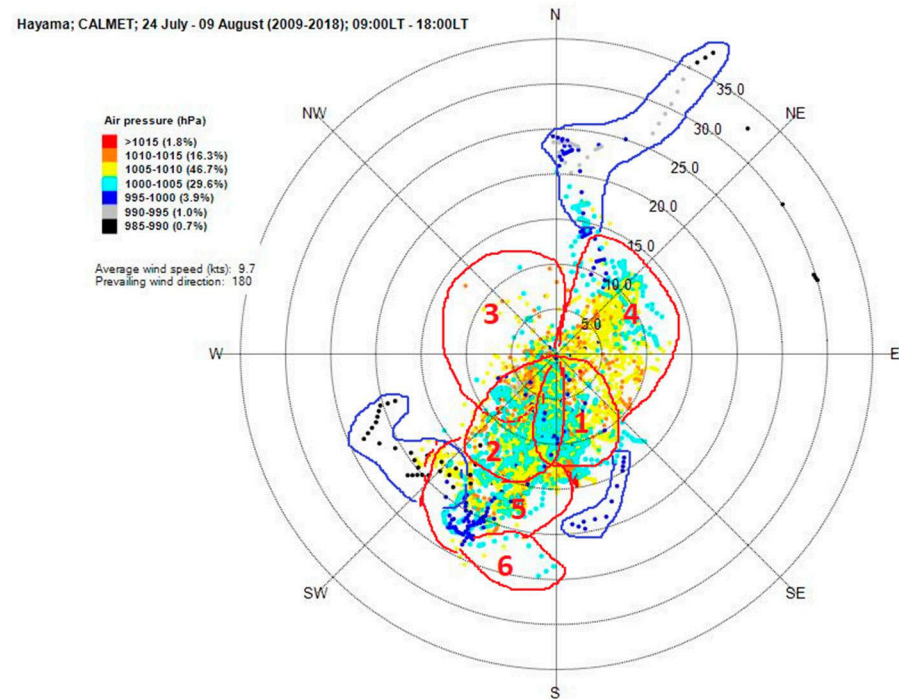 Hayama; CALMET; 24 July - 09 August (2009-2018); 09:00LT - 18:00LT
N
NW
NE
35.0
30.0
25.0
20.0
15.0
10.0
5.0
Air pressure (hPa)
>1015 (1.8%)
1010-1015 (16.3%)
1005-1010 (46.7%)
1000-1005 (29.6%)
995-1000 (3.9%)
990-995 (1.0%)
985-990 (0.7%)
Average wind speed (kts): 9.7
Prevailing wind direction: 180
3
4
W
E
1
2
5
6
SW
SE
S